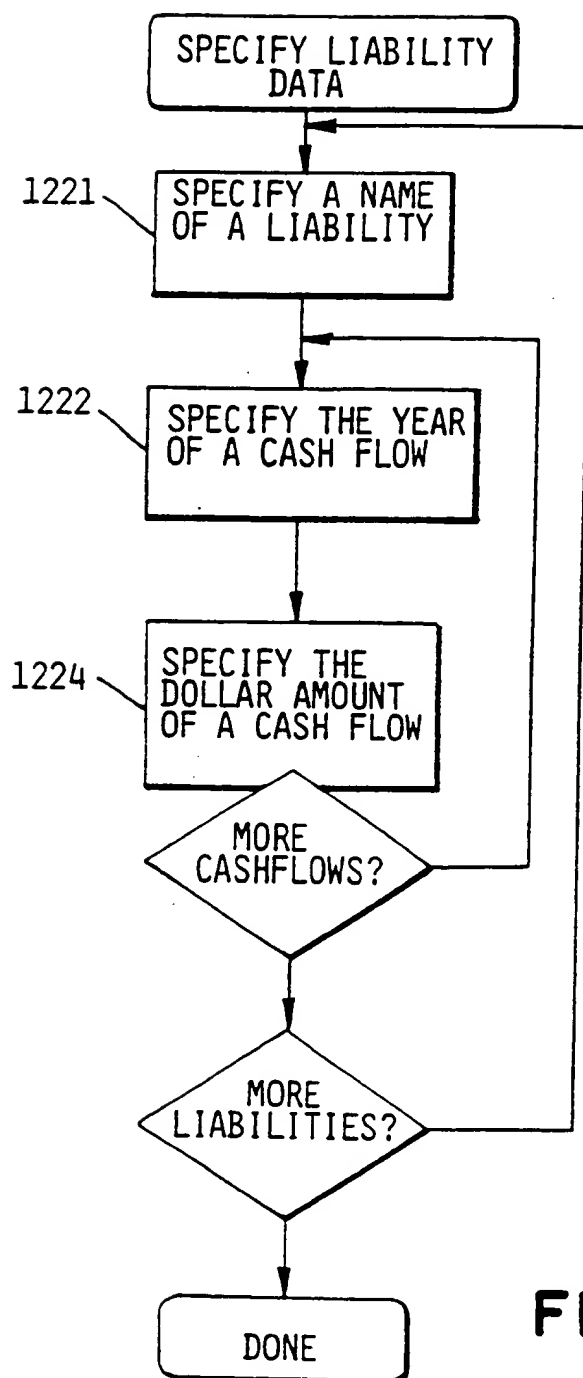 SPECIFY LIABILITY
DATA
1221
SPECIFY A NAME
OF A LIABILITY
1222
SPECIFY THE YEAR
OF A CASH FLOW
1224
SPECIFY THE
DOLLAR AMOUNT
OF A CASH FLOW
MORE
CASHFLOWS?
MORE
LIABILITIES?
DONE